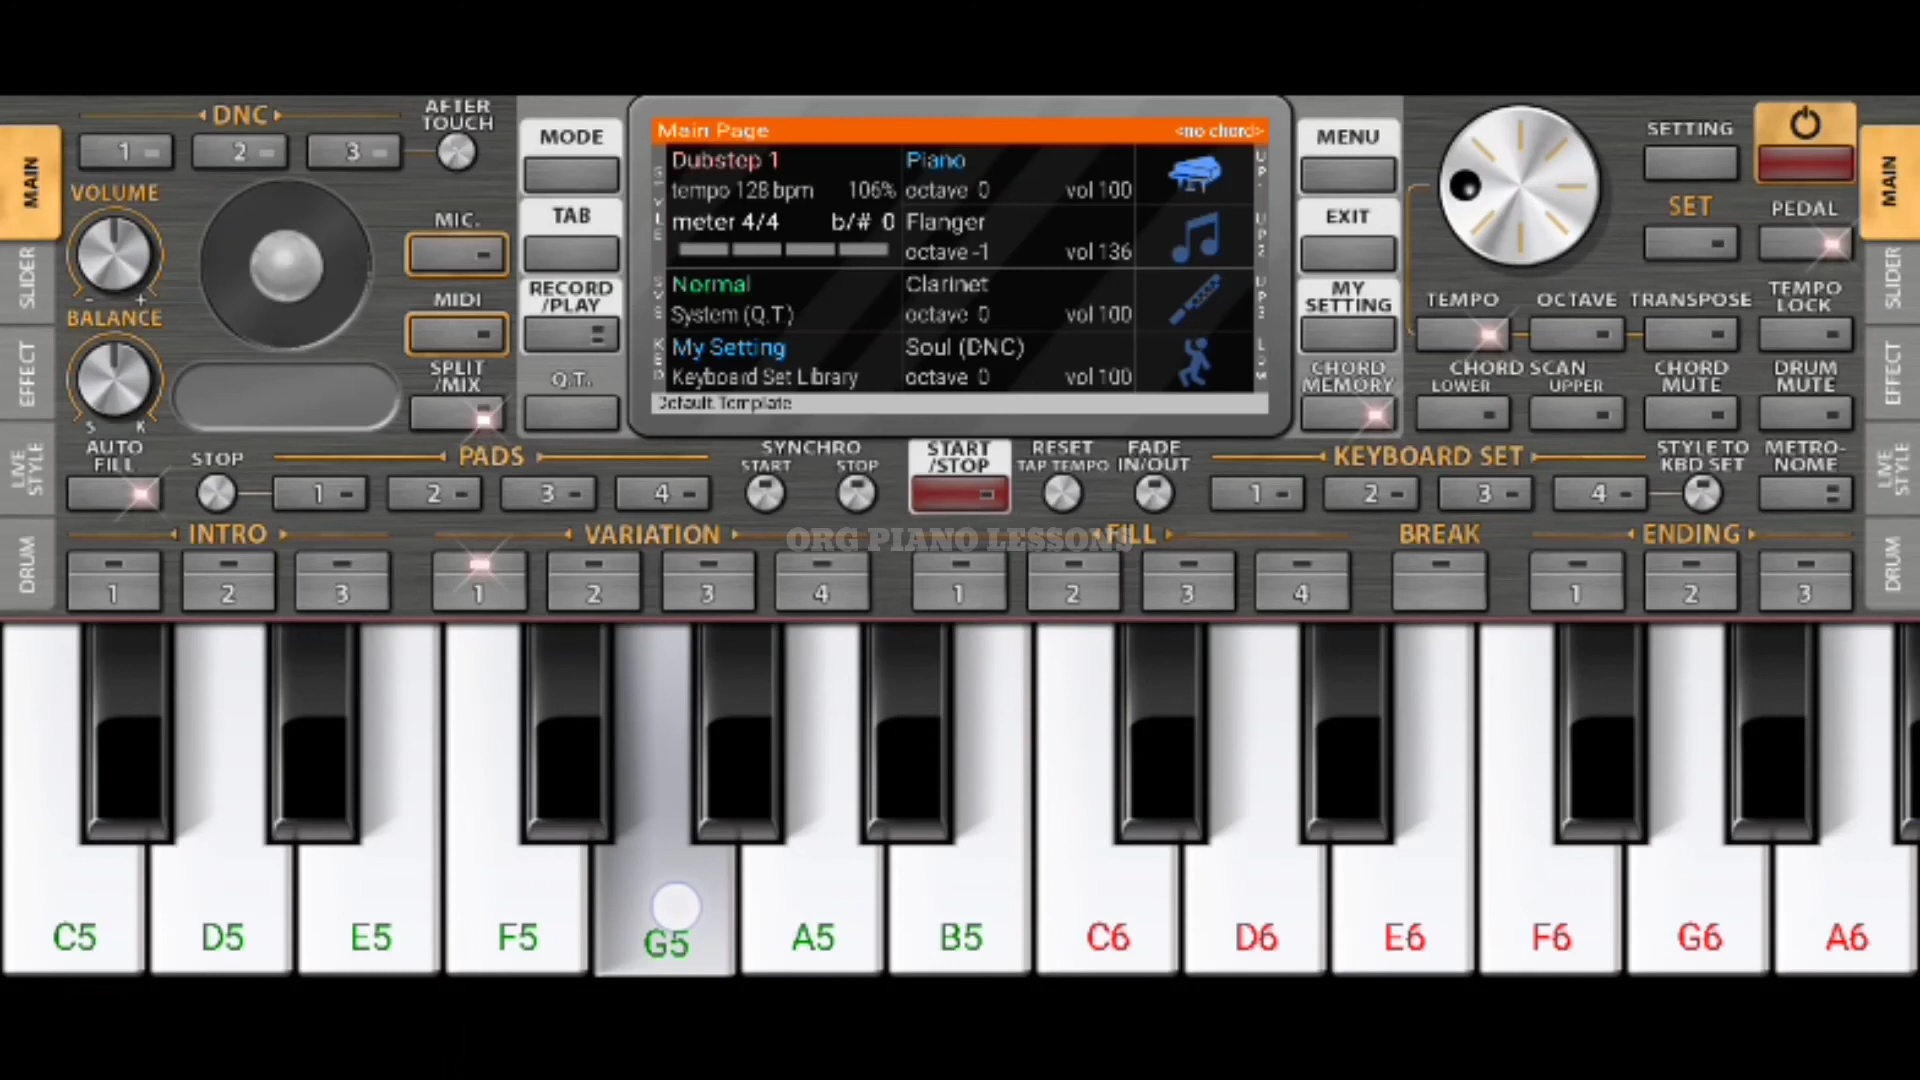 DNC
AFTER
TOUCH
1
2
3
VOLUME
- +
BALANCE
S K
MIC.
MIDI
SPLIT
/MIX
MODE
TAB
RECORD
/PLAY
Q.T.
Main Page <no chord>
Dubstep 1 Piano
tempo 128 bpm 106% octave 0 vol 100
meter 4/4 b/# 0 Flanger
octave -1 vol 136
Normal Clarinet
System (Q.T.) octave 0 vol 100
My Setting Soul (DNC)
Keyboard Set Library octave 0 vol 100
Default Template
MENU
EXIT
MY
SETTING
CHORD
MEMORY
SETTING
SET
PEDAL
TEMPO OCTAVE TRANSPOSE TEMPO
LOCK
CHORD SCAN
LOWER UPPER
CHORD
MUTE
DRUM
MUTE
MAIN
SLIDER
EFFECT
LIVE
STYLE
DRUM
MAIN
SLIDER
EFFECT
LIVE
STYLE
DRUM
AUTO
FILL
STOP
PADS
1 2 3 4
SYNCHRO
START STOP
START
/STOP
RESET
TAP TEMPO
FADE
IN/OUT
KEYBOARD SET
1 2 3 4
STYLE TO
KBD SET
METRO-
NOME
INTRO
1 2 3
VARIATION
1 2 3 4
ORG PIANO LESSONS
FILL
1 2 3 4
BREAK
ENDING
1 2 3
C5 D5 E5 F5 G5 A5 B5 C6 D6 E6 F6 G6 A6